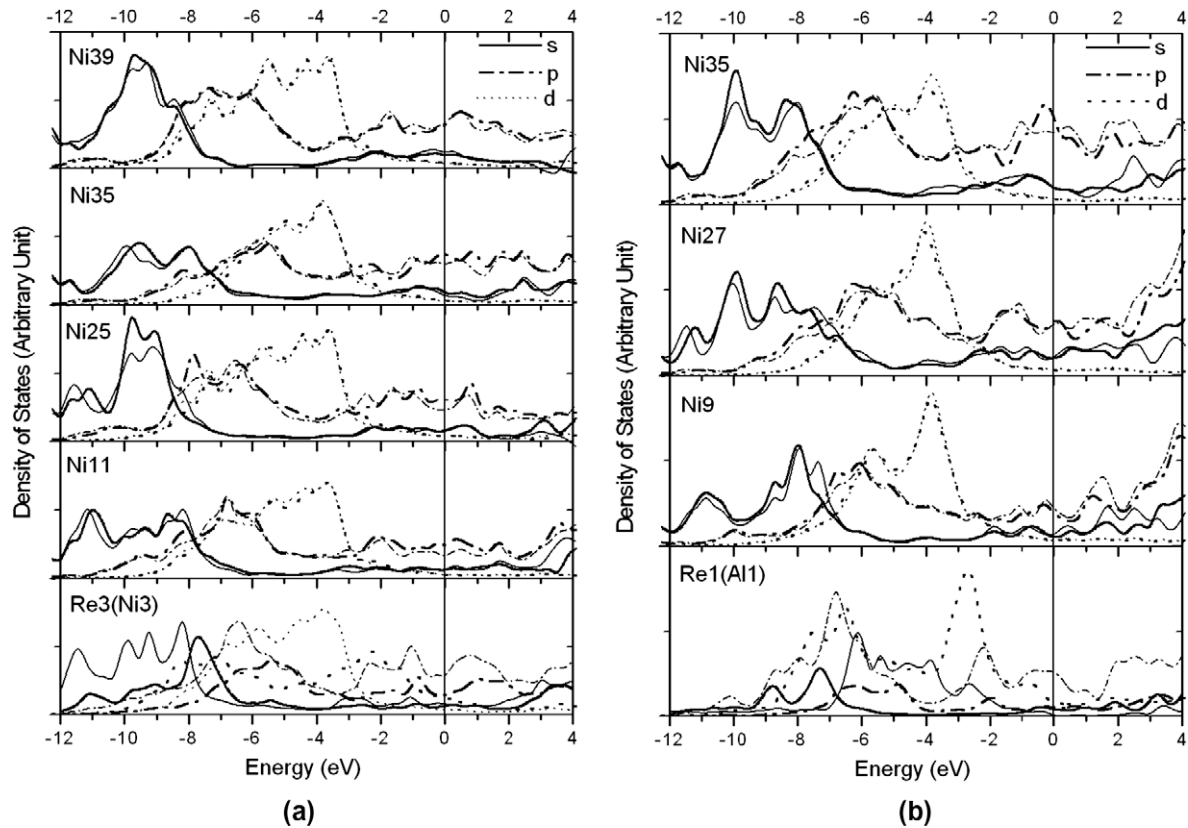 -12 -10 -8 -6 -4 -2 0 2 4
Ni39
s
p
d
Ni35
Ni25
Ni11
Re3(Ni3)
-12 -10 -8 -6 -4 -2 0 2 4
Density of States (Arbitrary Unit)
Energy (eV)
(a)
-12 -10 -8 -6 -4 -2 0 2 4
Ni35
s
p
d
Ni27
Ni9
Re1(Al1)
-12 -10 -8 -6 -4 -2 0 2 4
Density of States (Arbitrary Unit)
Energy (eV)
(b)